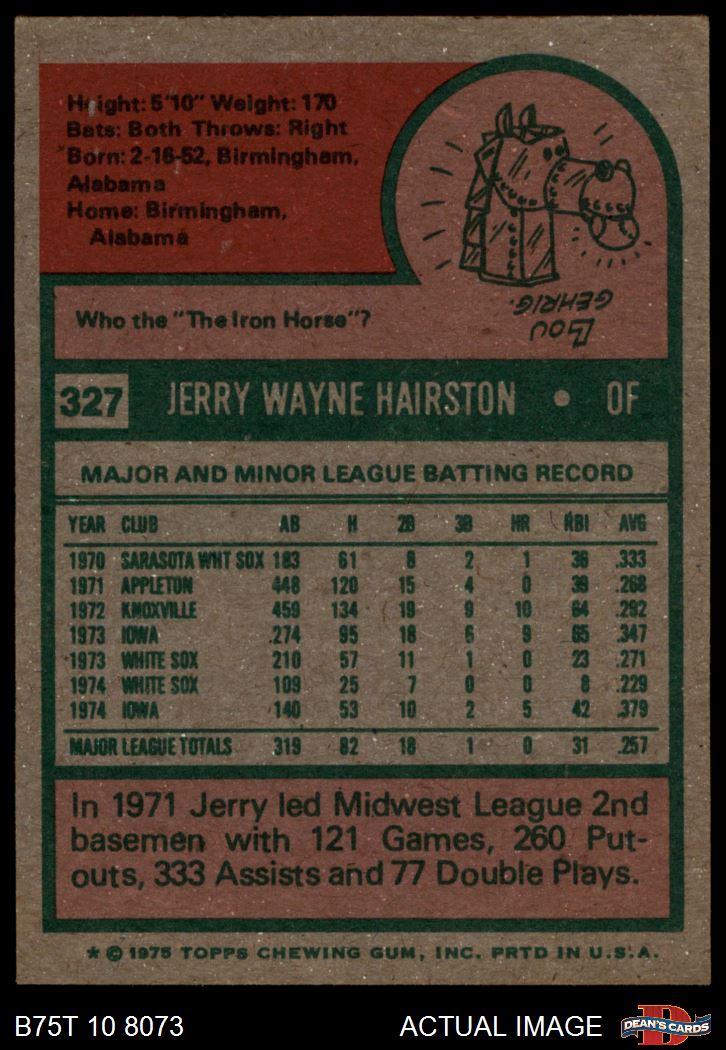 Height: 5'10" Weight: 170
Bats: Both Throws: Right
Born: 2-16-52, Birmingham,
Alabama
Home: Birmingham,
Alabama
LOU
GEHRIG.
Who the "The Iron Horse"?
327 JERRY WAYNE HAIRSTON • OF
MAJOR AND MINOR LEAGUE BATTING RECORD
YEAR CLUB AB H 2B 3B HR RBI AVG
1970 SARASOTA WHT SOX 183 61 8 2 1 36 .333
1971 APPLETON 448 120 15 4 0 39 .268
1972 KNOXVILLE 459 134 19 9 10 64 .292
1973 IOWA .274 95 18 6 9 65 .347
1973 WHITE SOX 210 57 11 1 0 23 .271
1974 WHITE SOX 109 25 7 0 0 8 .229
1974 IOWA 140 53 10 2 5 42 .379
MAJOR LEAGUE TOTALS 319 82 18 1 0 31 .257
In 1971 Jerry led Midwest League 2nd
basemen with 121 Games, 260 Put-
outs, 333 Assists and 77 Double Plays.
* © 1975 TOPPS CHEWING GUM, INC. PRTD IN U.S.A.
B75T 10 8073 ACTUAL IMAGE D DEAN'S CARDS